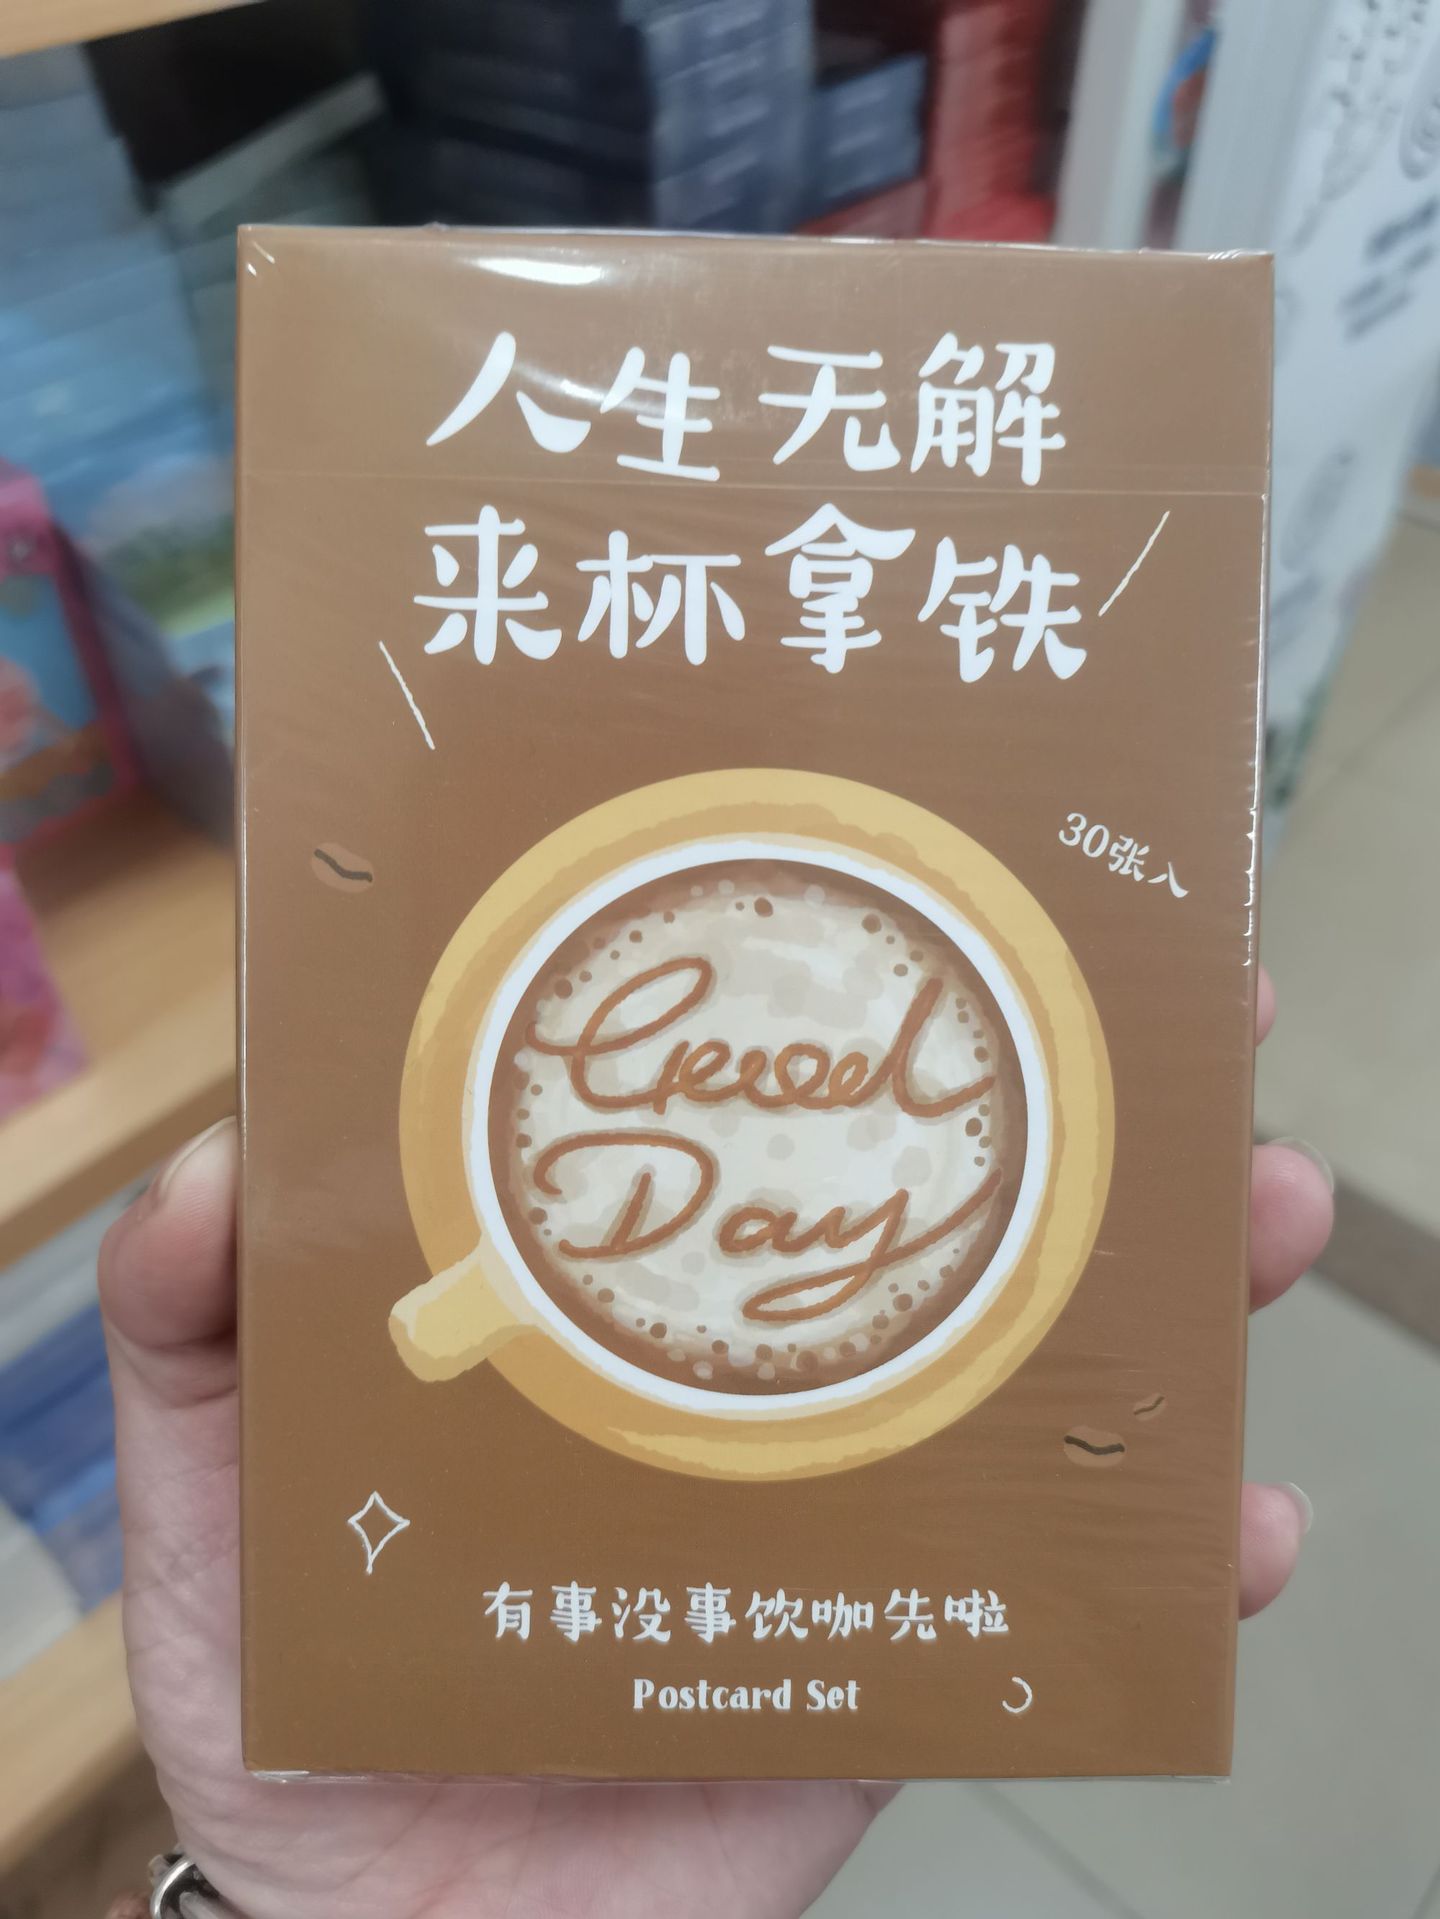 人生无解
来杯拿铁
30张入
Good
Day
有事没事饮咖先啦
Postcard Set